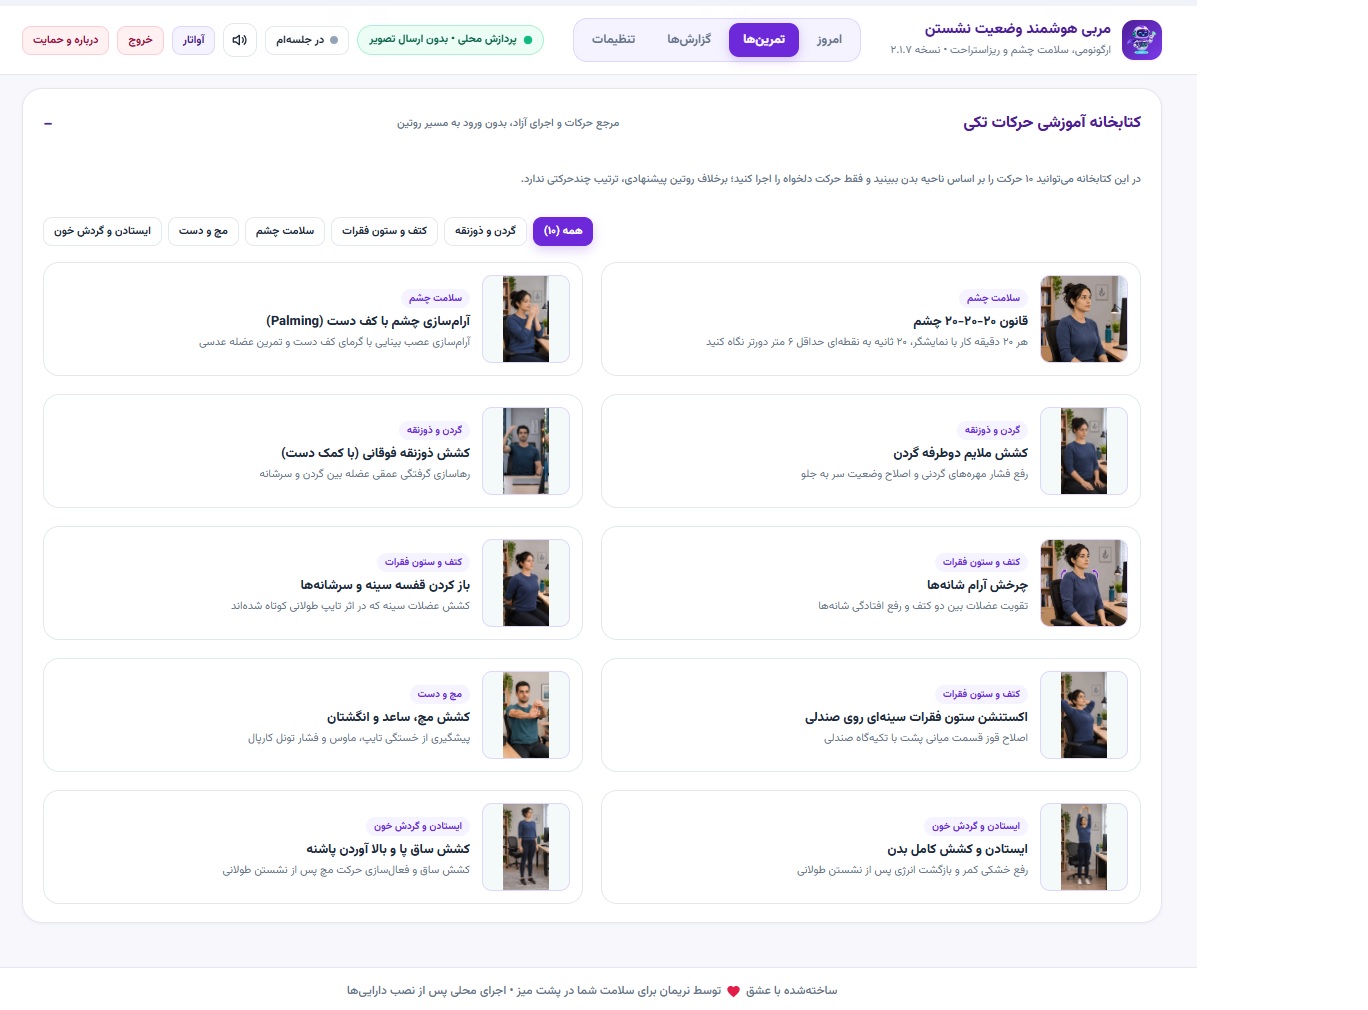 مربی هوشمند وضعیت نشستن
ارگونومی، سلامت چشم و ریزاستراحت • نسخه ۲.۱.۷
امروز
تمرین‌ها
گزارش‌ها
تنظیمات
پردازش محلی • بدون ارسال تصویر
در جلسه‌ام
آواتار
خروج
درباره و حمایت
کتابخانه آموزشی حرکات تکی
مرجع حرکات و اجرای آزاد، بدون ورود به مسیر روتین
−
در این کتابخانه می‌توانید ۱۰ حرکت را بر اساس ناحیه بدن ببینید و فقط حرکت دلخواه را اجرا کنید؛ برخلاف روتین پیشنهادی، ترتیب چندحرکتی ندارد.
همه (۱۰)
گردن و ذوزنقه
کتف و ستون فقرات
سلامت چشم
مچ و دست
ایستادن و گردش خون
سلامت چشم
قانون ۲۰-۲۰-۲۰ چشم
هر ۲۰ دقیقه کار با نمایشگر، ۲۰ ثانیه به نقطه‌ای حداقل ۶ متر دورتر نگاه کنید
سلامت چشم
آرام‌سازی چشم با کف دست (Palming)
آرام‌سازی عصب بینایی با گرمای کف دست و تمرین عضله عدسی
گردن و ذوزنقه
کشش ملایم دوطرفه گردن
رفع فشار مهره‌های گردنی و اصلاح وضعیت سر به جلو
گردن و ذوزنقه
کشش ذوزنقه فوقانی (با کمک دست)
رهاسازی گرفتگی عمقی عضله بین گردن و سرشانه
کتف و ستون فقرات
چرخش آرام شانه‌ها
تقویت عضلات بین دو کتف و رفع افتادگی شانه‌ها
کتف و ستون فقرات
باز کردن قفسه سینه و سرشانه‌ها
کشش عضلات سینه که در اثر تایپ طولانی کوتاه شده‌اند
کتف و ستون فقرات
اکستنشن ستون فقرات سینه‌ای روی صندلی
اصلاح قوز قسمت میانی پشت با تکیه‌گاه صندلی
مچ و دست
کشش مچ، ساعد و انگشتان
پیشگیری از خستگی تایپ، ماوس و فشار تونل کارپال
ایستادن و گردش خون
ایستادن و کشش کامل بدن
رفع خشکی کمر و بازگشت انرژی پس از نشستن طولانی
ایستادن و گردش خون
کشش ساق پا و بالا آوردن پاشنه
کشش ساق و فعال‌سازی حرکت مچ پس از نشستن طولانی
ساخته‌شده با عشق ❤ توسط نریمان برای سلامت شما در پشت میز • اجرای محلی پس از نصب دارایی‌ها